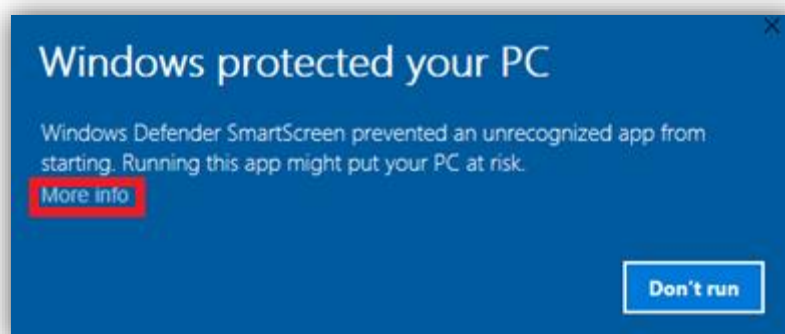 Windows protected your PC
Windows Defender SmartScreen prevented an unrecognized app from
starting. Running this app might put your PC at risk.
More info
Don't run